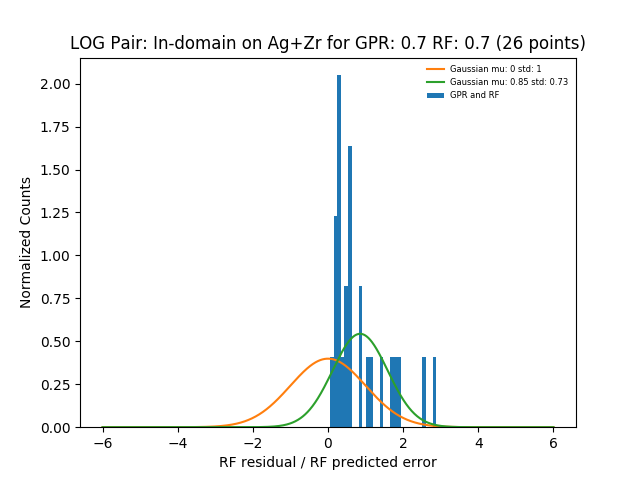 LOG Pair: In-domain on Ag+Zr for GPR: 0.7 RF: 0.7 (26 points)
Gaussian mu: 0 std: 1
Gaussian mu: 0.85 std: 0.73
GPR and RF
2.00
1.75
1.50
1.25
1.00
0.75
0.50
0.25
0.00
Normalized Counts
−6 −4 −2 0 2 4 6
RF residual / RF predicted error